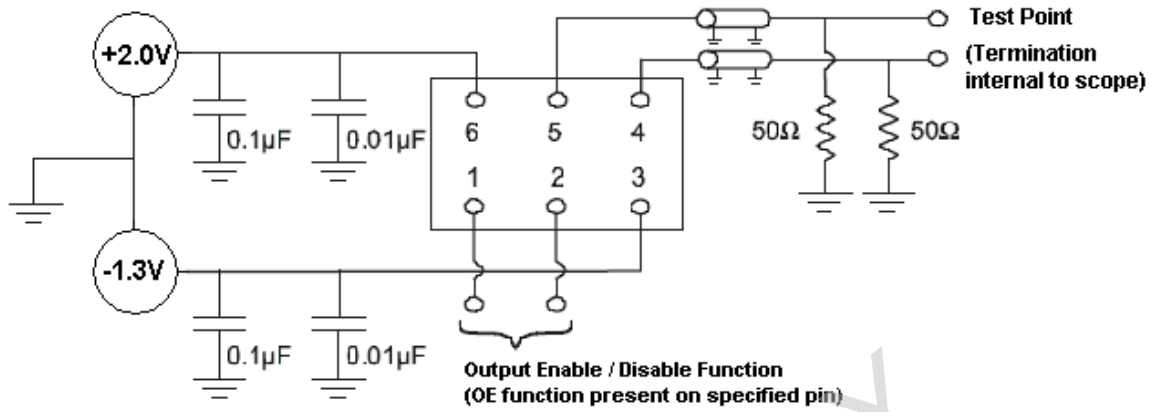 +2.0V
0.1µF
0.01µF
6
5
4
1
2
3
Test Point
(Termination
internal to scope)
50Ω
50Ω
-1.3V
0.1µF
0.01µF
Output Enable / Disable Function
(OE function present on specified pin)